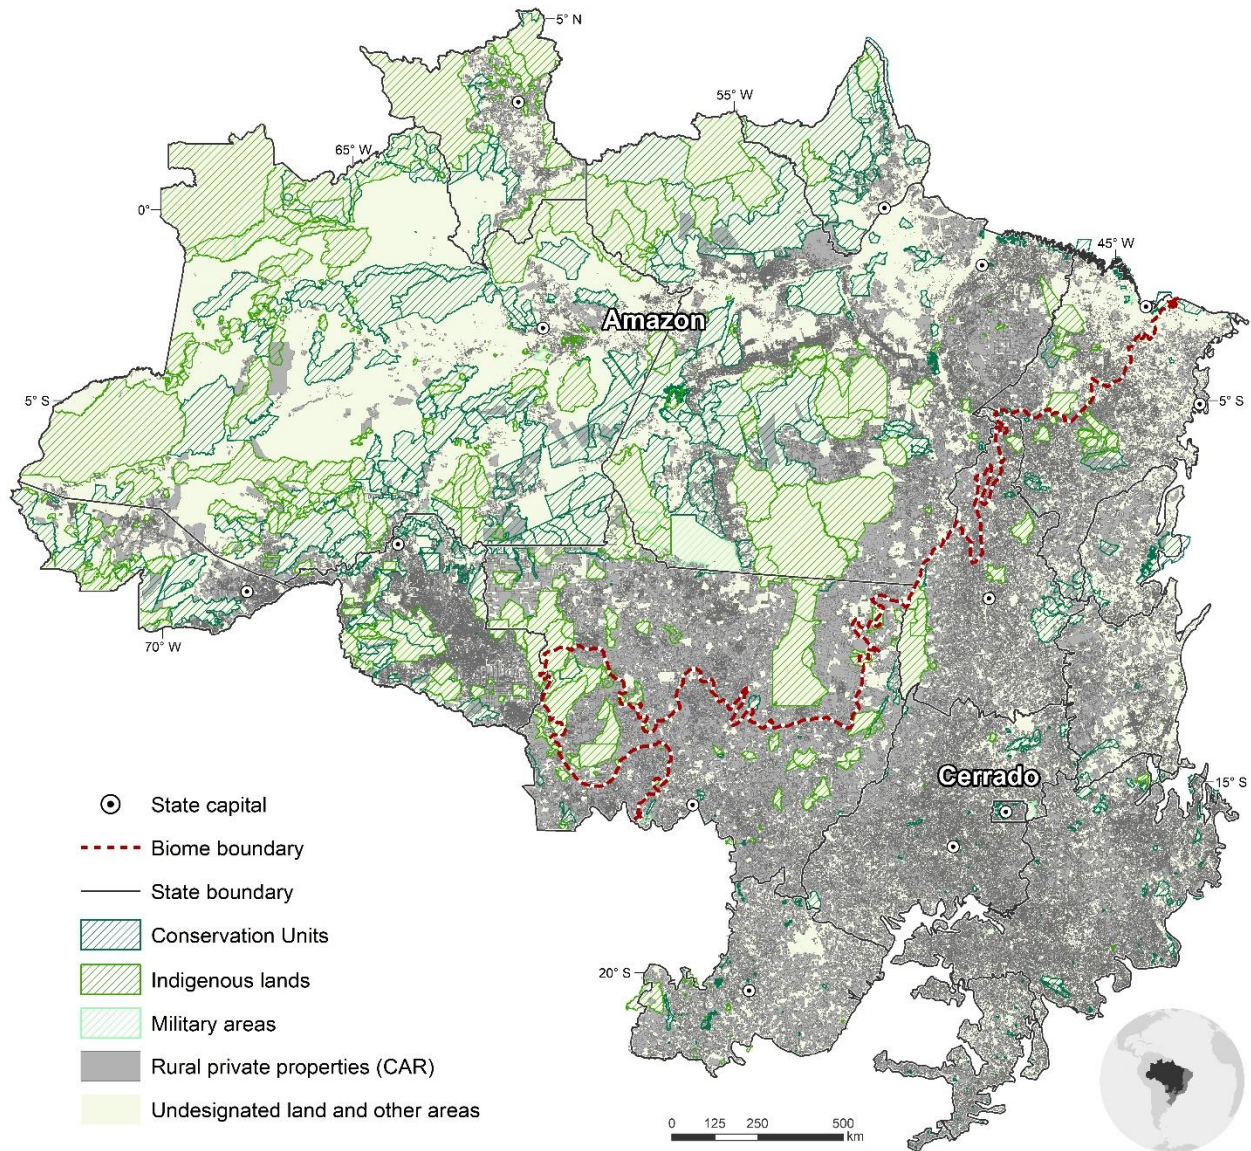 5° N
55° W
65° W
0°
45° W
Amazon
5° S
5° S
70° W
15° S
Cerrado
State capital
Biome boundary
State boundary
Conservation Units
Indigenous lands
20° S
Military areas
Rural private properties (CAR)
Undesignated land and other areas
0 125 250 500
km